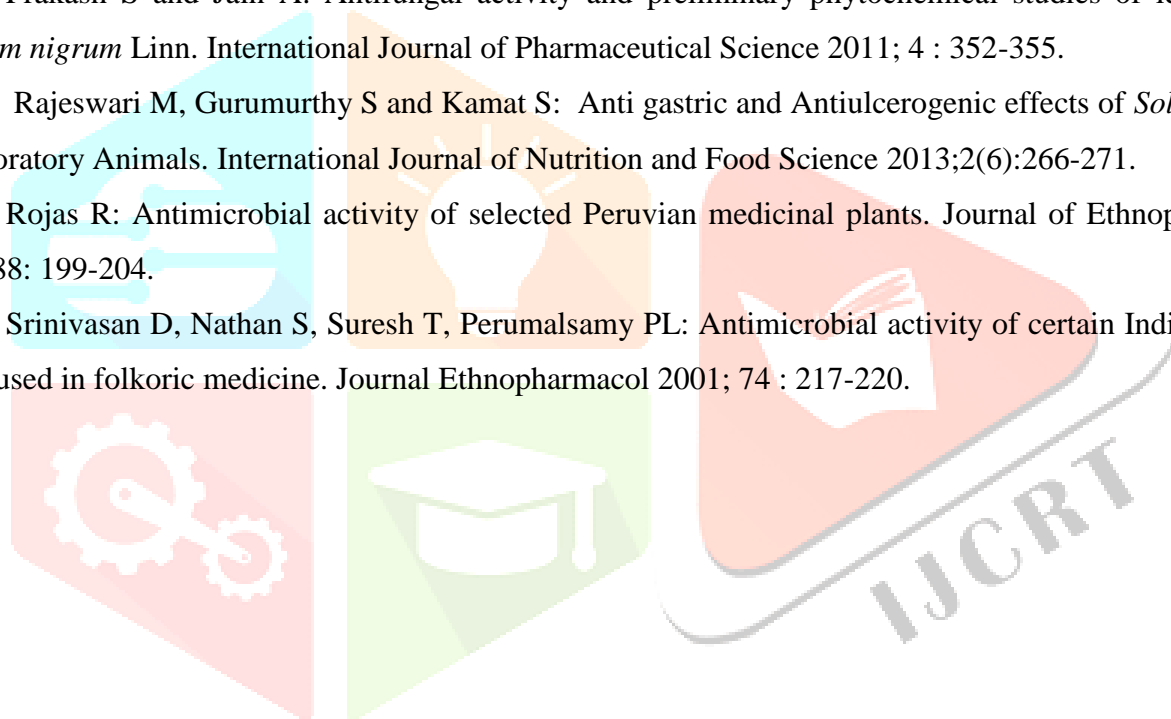 Prakash S and Jain A: Antifungal activity and preliminary phytochemical studies of
m nigrum Linn. International Journal of Pharmaceutical Science 2011; 4 : 352-355.
Rajeswari M, Gurumurthy S and Kamat S: Anti gastric and Antiulcerogenic effects of Sol
oratory Animals. International Journal of Nutrition and Food Science 2013;2(6):266-271.
Rojas R: Antimicrobial activity of selected Peruvian medicinal plants. Journal of Ethnop
88: 199-204.
Srinivasan D, Nathan S, Suresh T, Perumalsamy PL: Antimicrobial activity of certain Indi
used in folkoric medicine. Journal Ethnopharmacol 2001; 74 : 217-220.
IJCRT